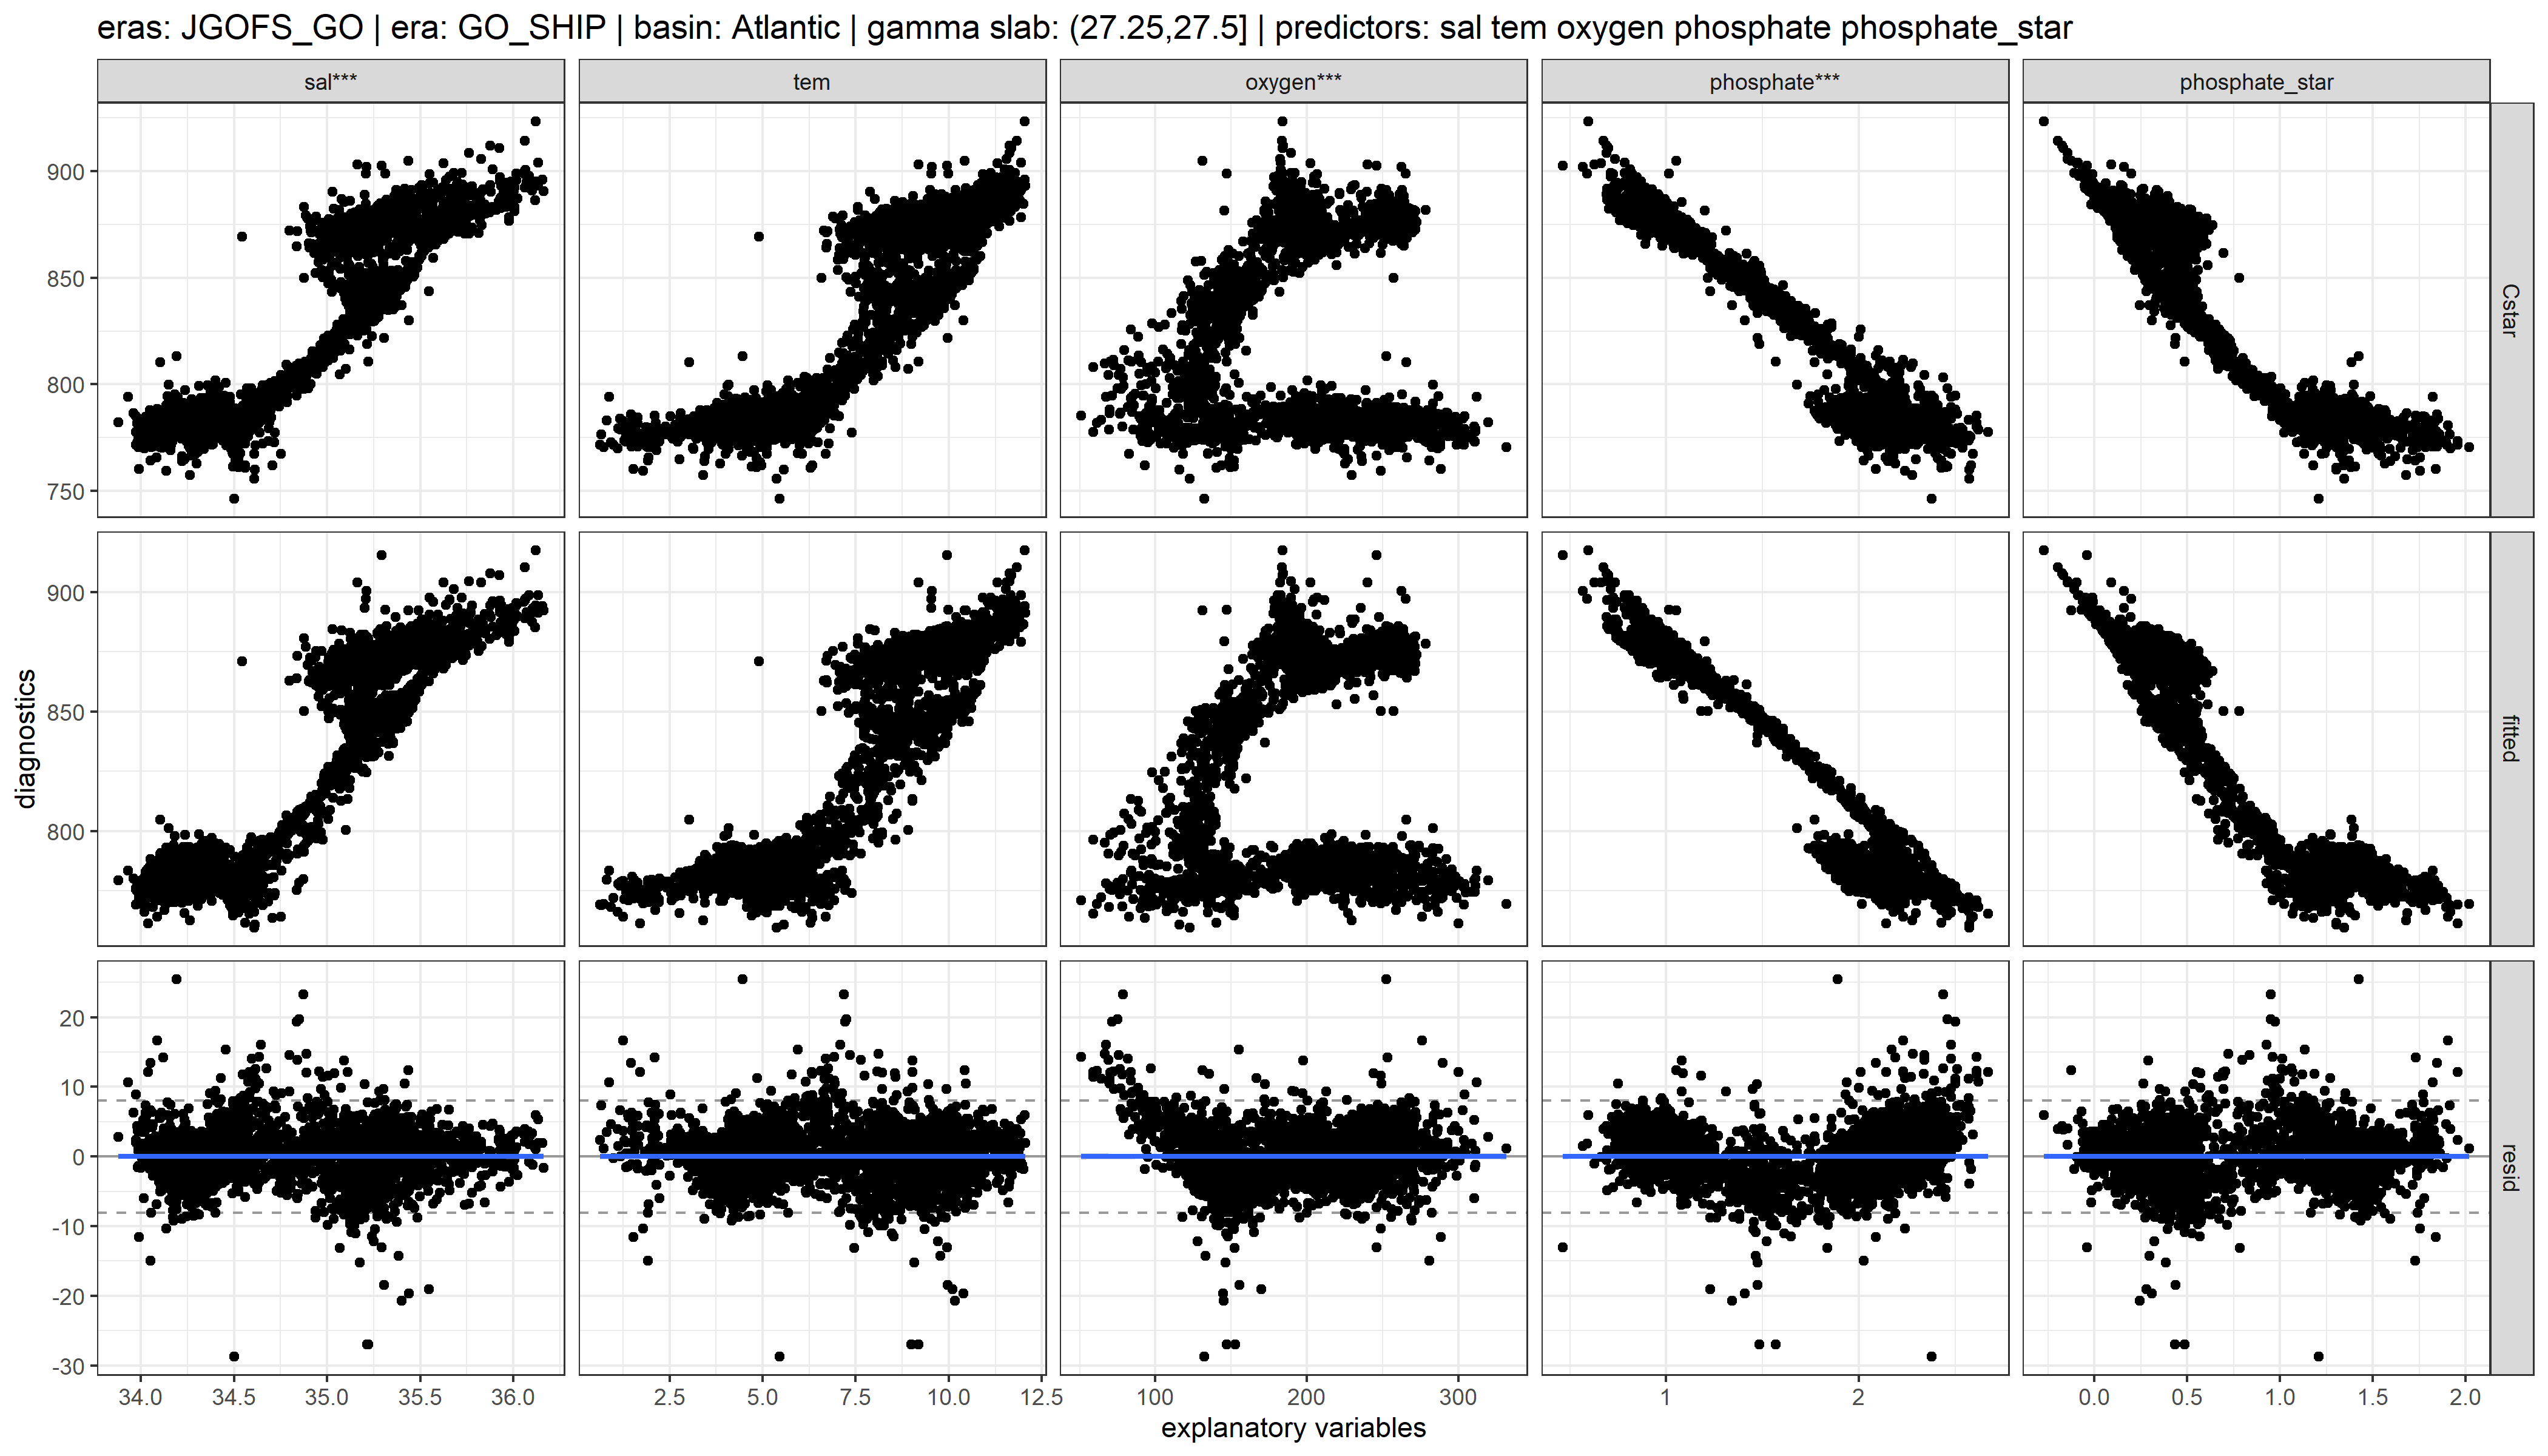 eras: JGOFS_GO | era: GO_SHIP | basin: Atlantic | gamma slab: (27.25,27.5] | predictors: sal tem oxygen phosphate phosphate_star
sal***
tem
oxygen***
phosphate***
phosphate_star
900
850
800
750
Cstar
900
850
800
fitted
20
10
0
-10
-20
-30
resid
diagnostics
34.0 34.5 35.0 35.5 36.0
2.5 5.0 7.5 10.0 12.5
100 200 300
1 2
0.0 0.5 1.0 1.5 2.0
explanatory variables